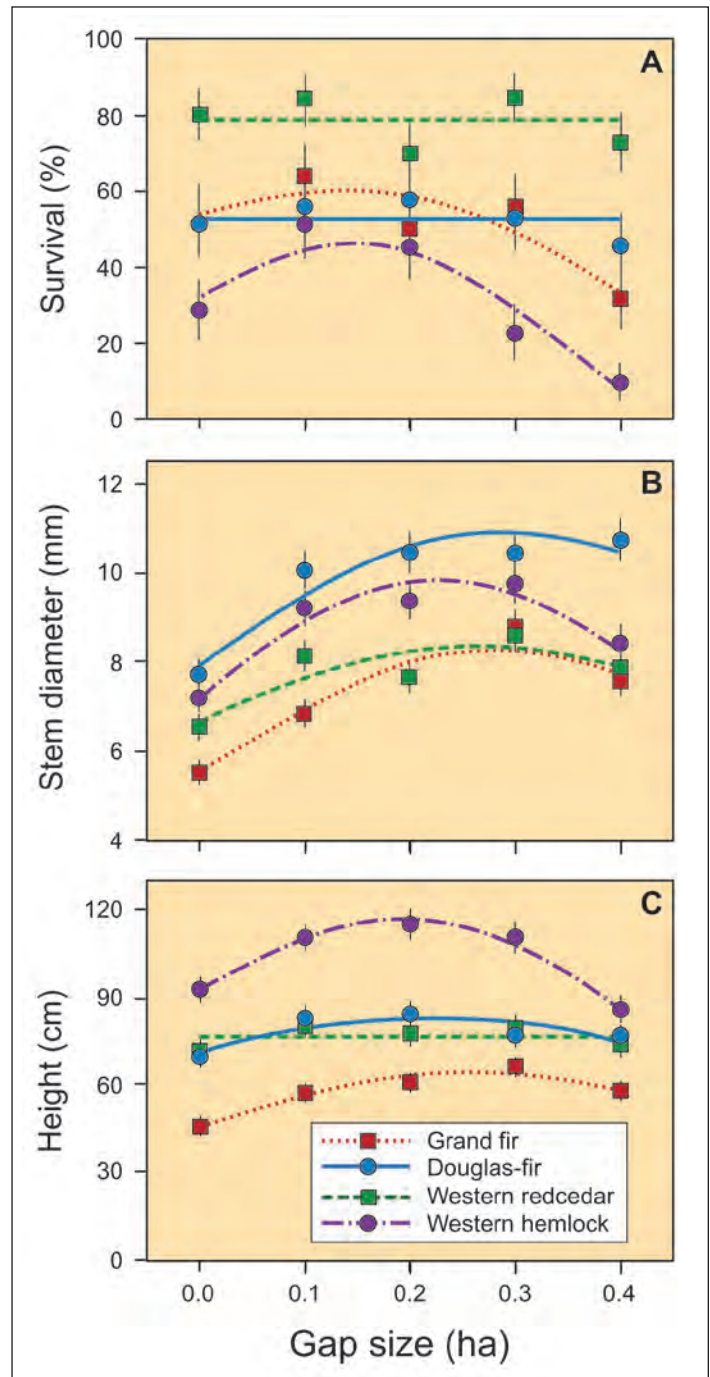 A
Survival (%)
100
80
60
40
20
0
B
Stem diameter (mm)
12
10
8
6
4
C
Height (cm)
120
90
60
30
0
Grand fir
Douglas-fir
Western redcedar
Western hemlock
0.0 0.1 0.2 0.3 0.4
Gap size (ha)